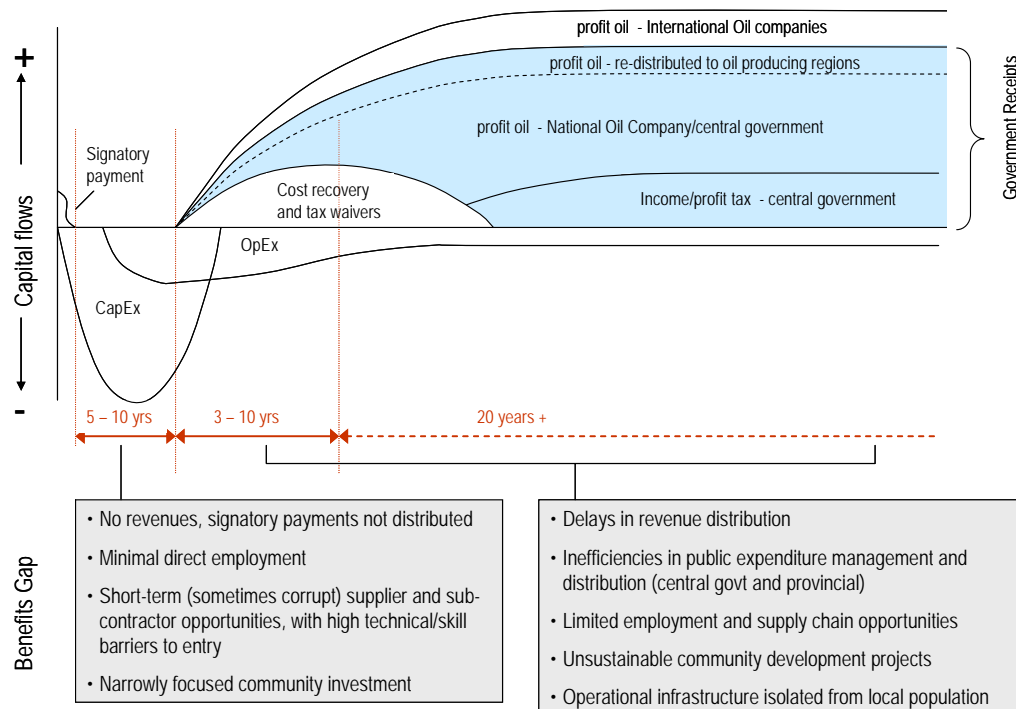 profit oil - International Oil companies
+
profit oil - re-distributed to oil producing regions
profit oil - National Oil Company/central government
Signatory
payment
Cost recovery
and tax waivers
Income/profit tax - central government
Government Receipts
Capital flows
OpEx
CapEx
-
5 – 10 yrs
3 – 10 yrs
20 years +
Benefits Gap
• No revenues, signatory payments not distributed
• Minimal direct employment
• Short-term (sometimes corrupt) supplier and sub-
contractor opportunities, with high technical/skill
barriers to entry
• Narrowly focused community investment
• Delays in revenue distribution
• Inefficiencies in public expenditure management and
distribution (central govt and provincial)
• Limited employment and supply chain opportunities
• Unsustainable community development projects
• Operational infrastructure isolated from local population